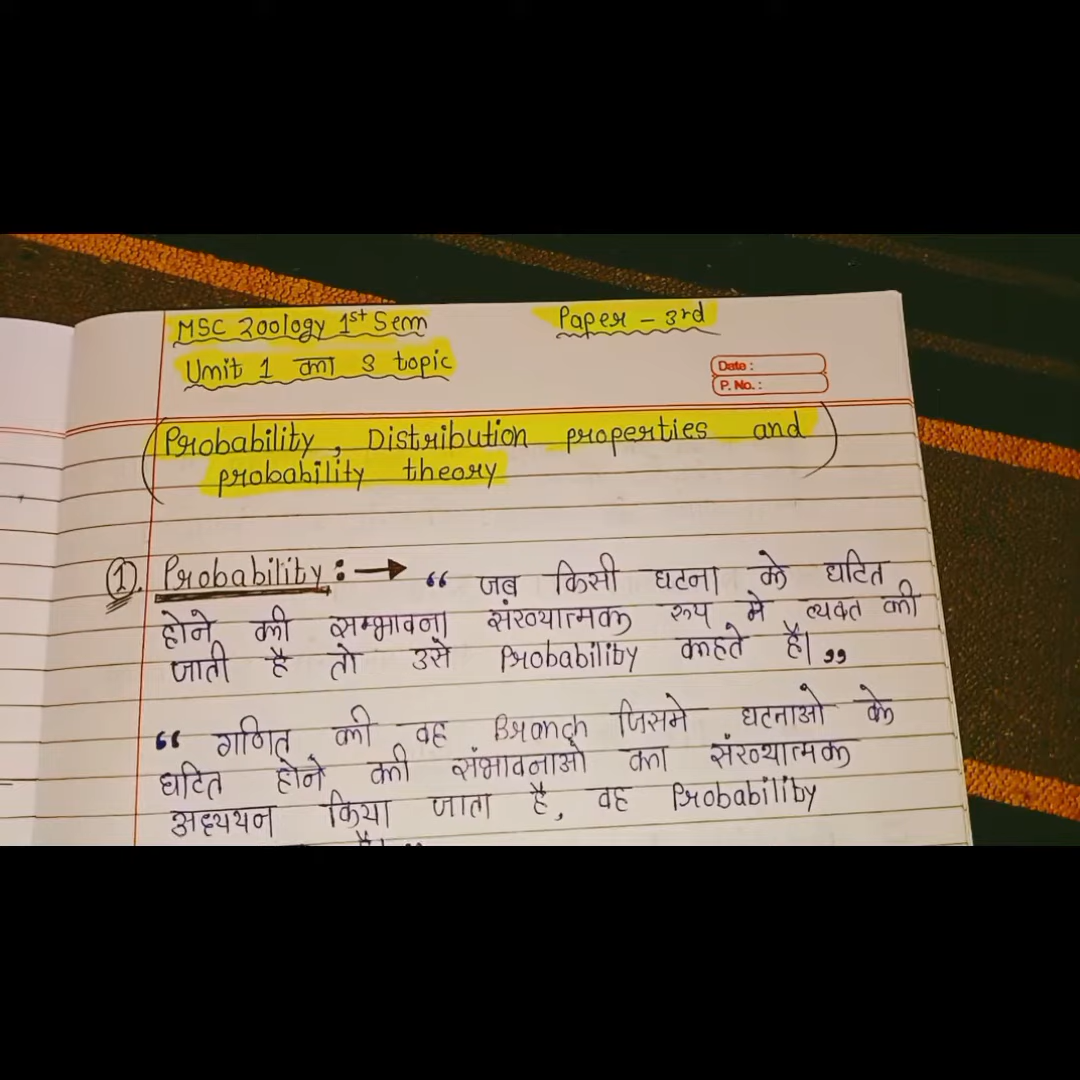 MSC Zoology 1st Sem
Paper - 3rd
Unit 1 का 3 topic
Date :
P. No. :
(Probability, Distribution properties and
probability theory)
1. Probability :→ “ जब किसी घटना के घटित
होने की सम्भावना संख्यात्मक रूप मे व्यक्त की
जाती है तो उसे Probability कहते है। ”
“ गणित की वह Branch जिसमे घटनाओ के
घटित होने की संभावनाओ का संख्यात्मक
अध्ययन किया जाता है, वह Probability
है। ”